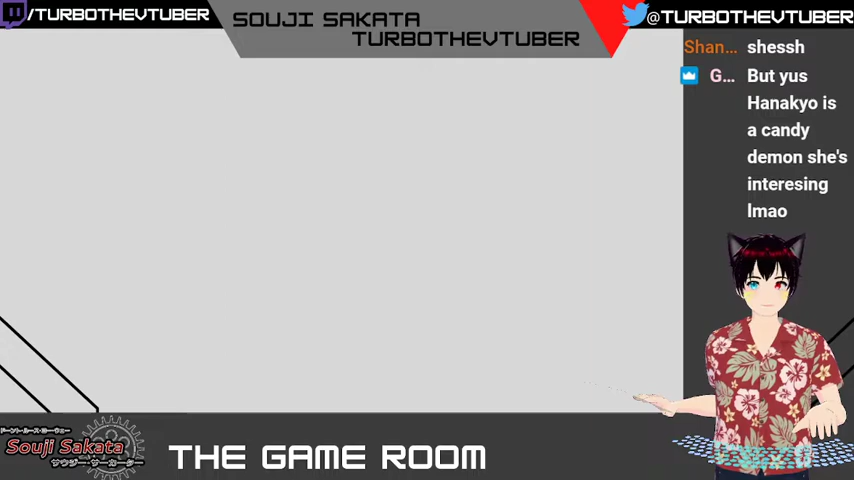 /TURBOTHEVTUBER
SOUJI SAKATA
TURBOTHEVTUBER
@TURBOTHEVTUBER
Shan... shessh
G... But yus
Hanakyo is
a candy
demon she's
interesing
lmao
Souji Sakata
THE GAME ROOM